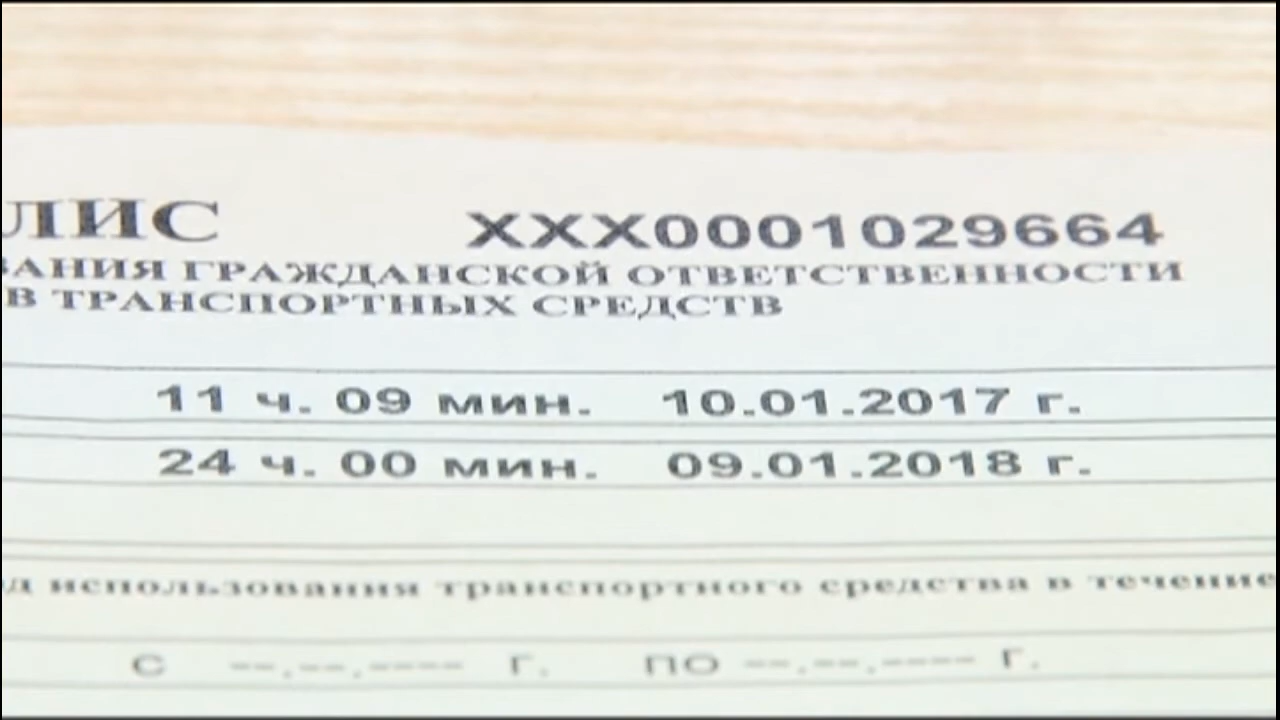 ЛИС XXX0001029664
ВАНИЯ ГРАЖДАНСКОЙ ОТВЕТСТВЕННОСТИ
В ТРАНСПОРТНЫХ СРЕДСТВ
11 ч. 09 мин. 10.01.2017 г.
24 ч. 00 мин. 09.01.2018 г.
д использования транспортного средства в течение
С --.--.---- Г. ПО --.--.---- Г.